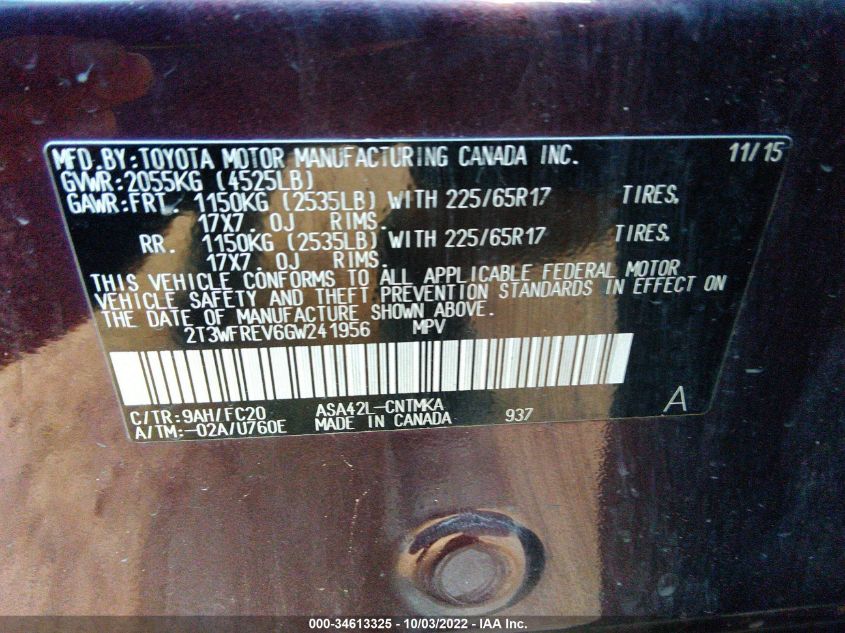 MFD. BY: TOYOTA MOTOR MANUFACTURING CANADA INC. 11/15
GVWR: 2055KG (4525LB)
GAWR: FRT. 1150KG (2535LB) WITH 225/65R17 TIRES,
17X7. 0J RIMS.
RR. 1150KG (2535LB) WITH 225/65R17 TIRES,
17X7 0J RIMS.
THIS VEHICLE CONFORMS TO ALL APPLICABLE FEDERAL MOTOR
VEHICLE SAFETY AND THEFT PREVENTION STANDARDS IN EFFECT ON
THE DATE OF MANUFACTURE SHOWN ABOVE.
2T3WFREV6GW241956 MPV
C/TR: 9AH/FC20 ASA42L-CNTMKA
A/TM: -02A/U760E MADE IN CANADA 937 A
000-34613325 - 10/03/2022 - IAA Inc.